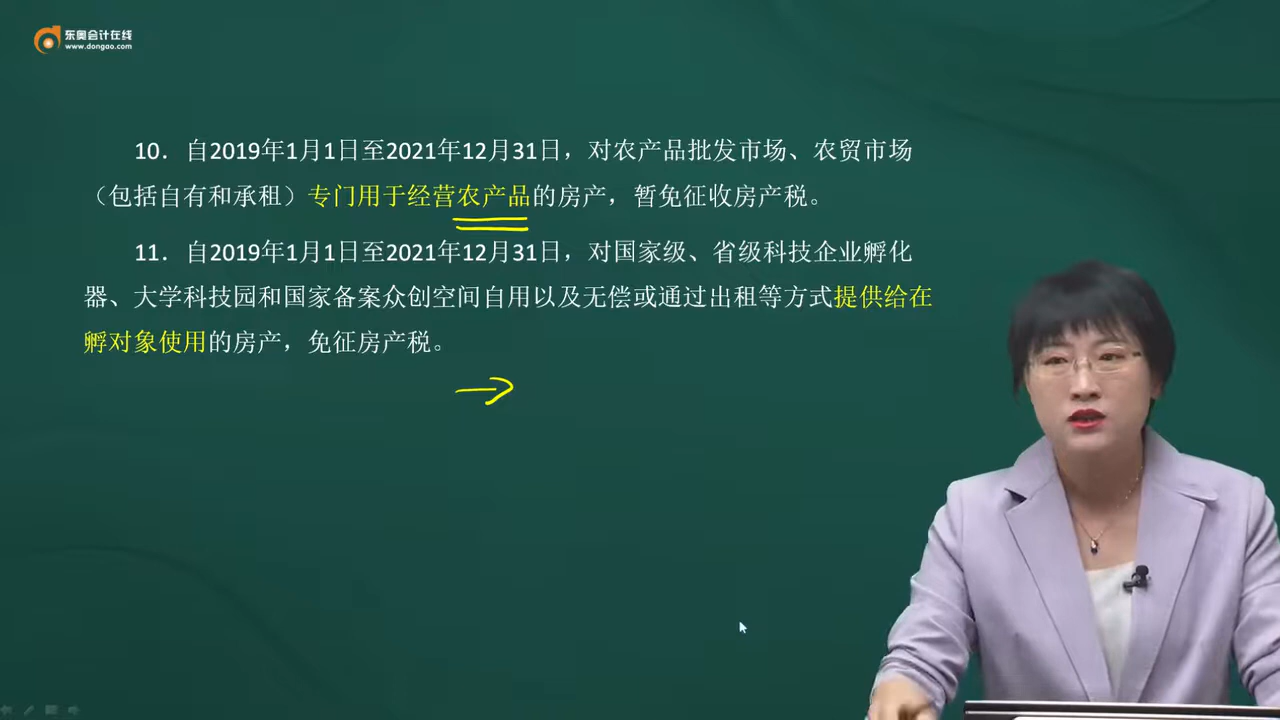 东奥会计在线
www.dongao.com
10．自2019年1月1日至2021年12月31日，对农产品批发市场、农贸市场
（包括自有和承租）专门用于经营农产品的房产，暂免征收房产税。
11．自2019年1月1日至2021年12月31日，对国家级、省级科技企业孵化
器、大学科技园和国家备案众创空间自用以及无偿或通过出租等方式提供给在
孵对象使用的房产，免征房产税。